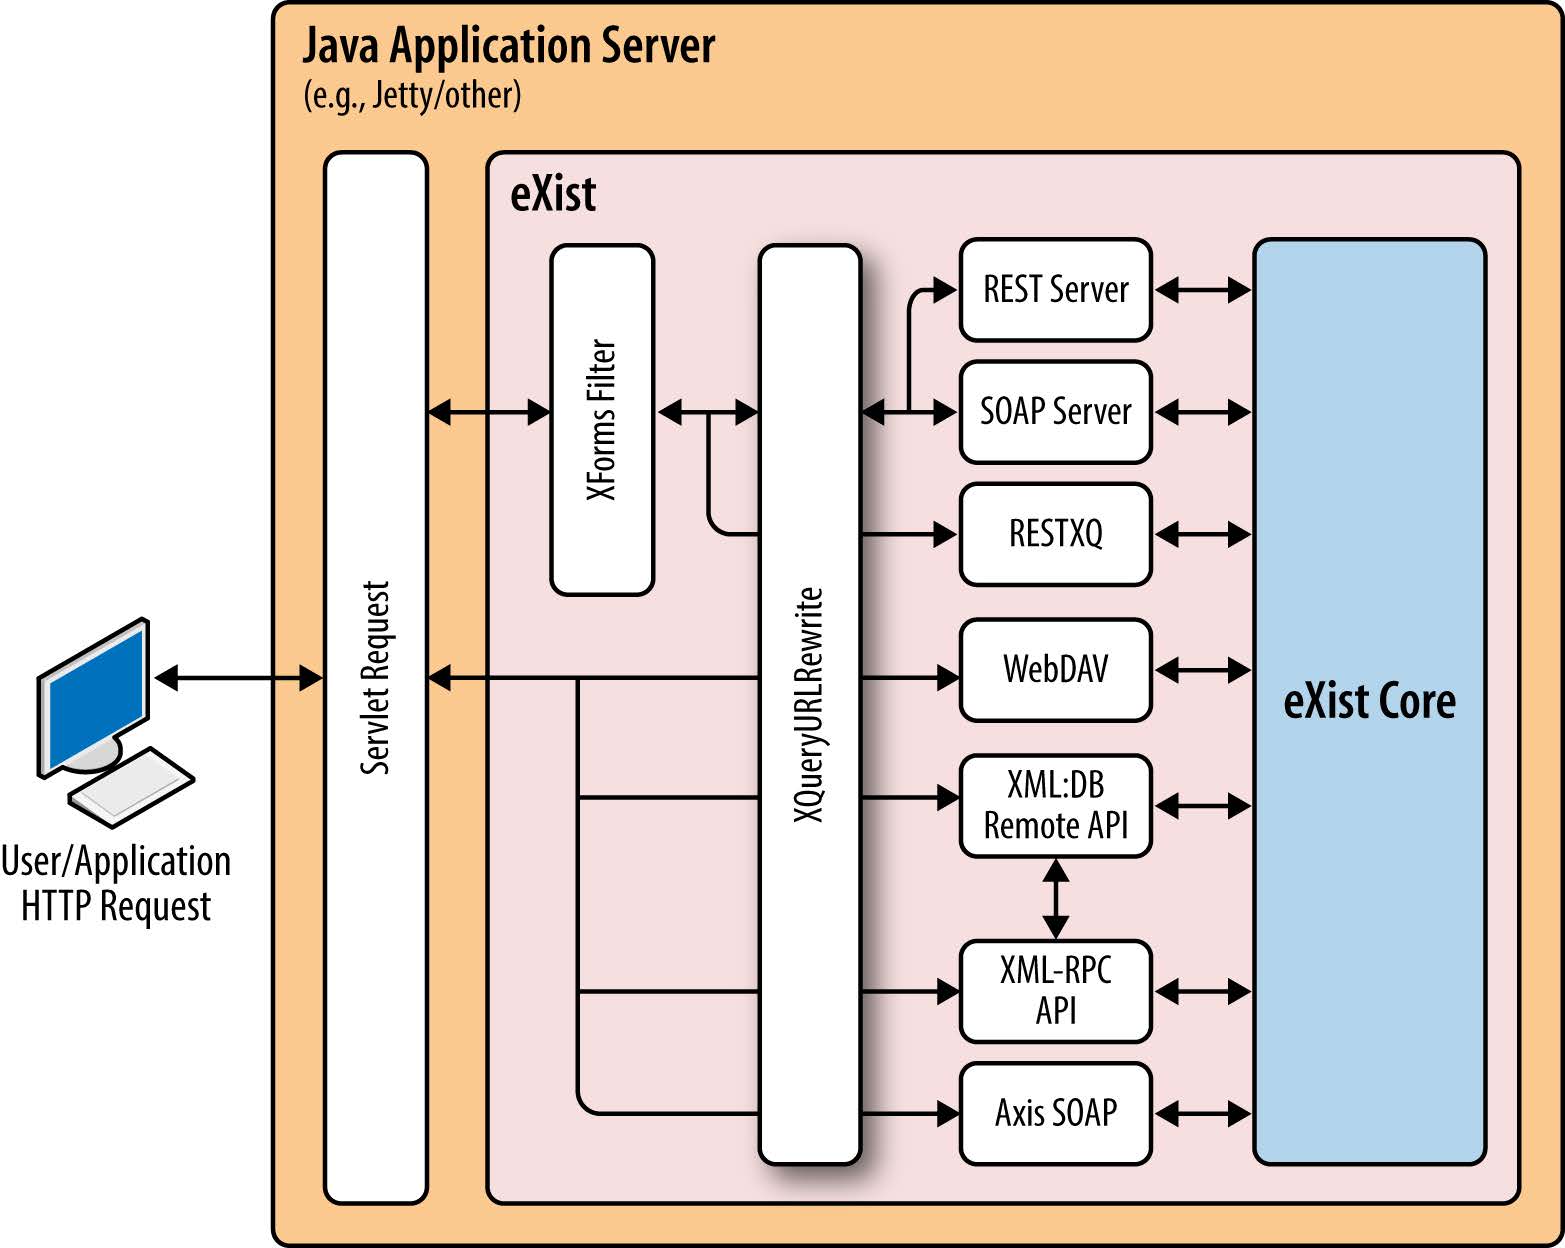 Java Application Server
(e.g., Jetty/other)
eXist
Servlet Request
XForms Filter
XQueryURLRewrite
REST Server
SOAP Server
RESTXQ
WebDAV
XML:DB
Remote API
XML-RPC
API
Axis SOAP
eXist Core
User/Application
HTTP Request